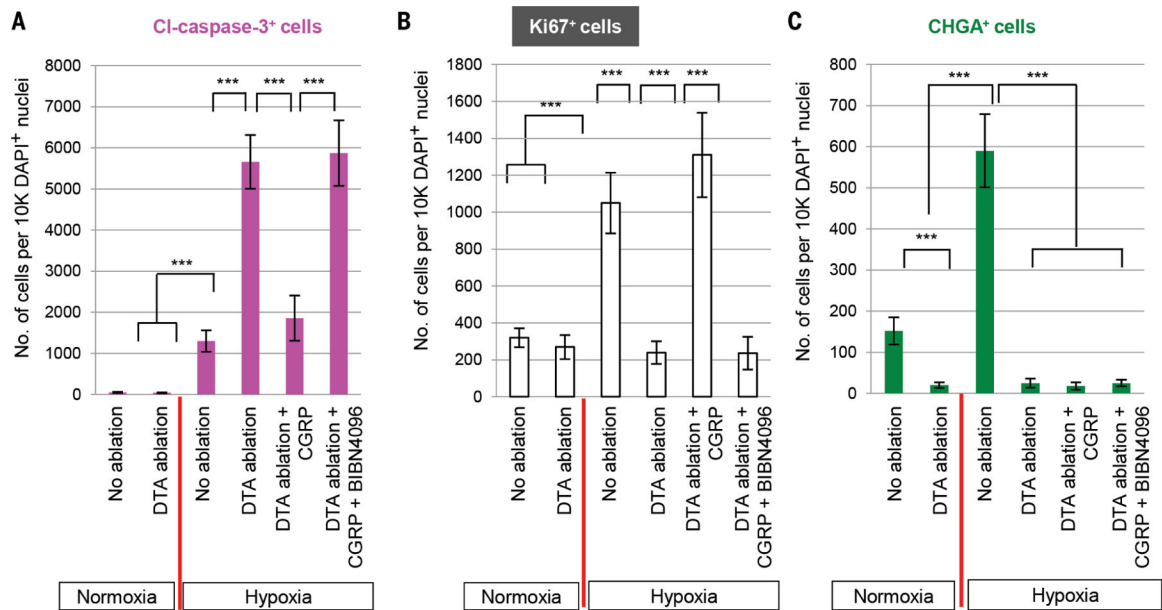 A
Cl-caspase-3+ cells
No. of cells per 10K DAPI+ nuclei
8000
7000
6000
5000
4000
3000
2000
1000
0
***
***
***
***
No ablation
DTA ablation
No ablation
DTA ablation
DTA ablation +
CGRP
DTA ablation +
CGRP + BIBN4096
Normoxia
Hypoxia
B
Ki67+ cells
No. of cells per 10K DAPI+ nuclei
1800
1600
1400
1200
1000
800
600
400
200
0
***
***
***
***
No ablation
DTA ablation
No ablation
DTA ablation
DTA ablation +
CGRP
DTA ablation +
CGRP + BIBN4096
Normoxia
Hypoxia
C
CHGA+ cells
No. of cells per 10K DAPI+ nuclei
800
700
600
500
400
300
200
100
0
***
***
***
No ablation
DTA ablation
No ablation
DTA ablation
DTA ablation +
CGRP
DTA ablation +
CGRP + BIBN4096
Normoxia
Hypoxia